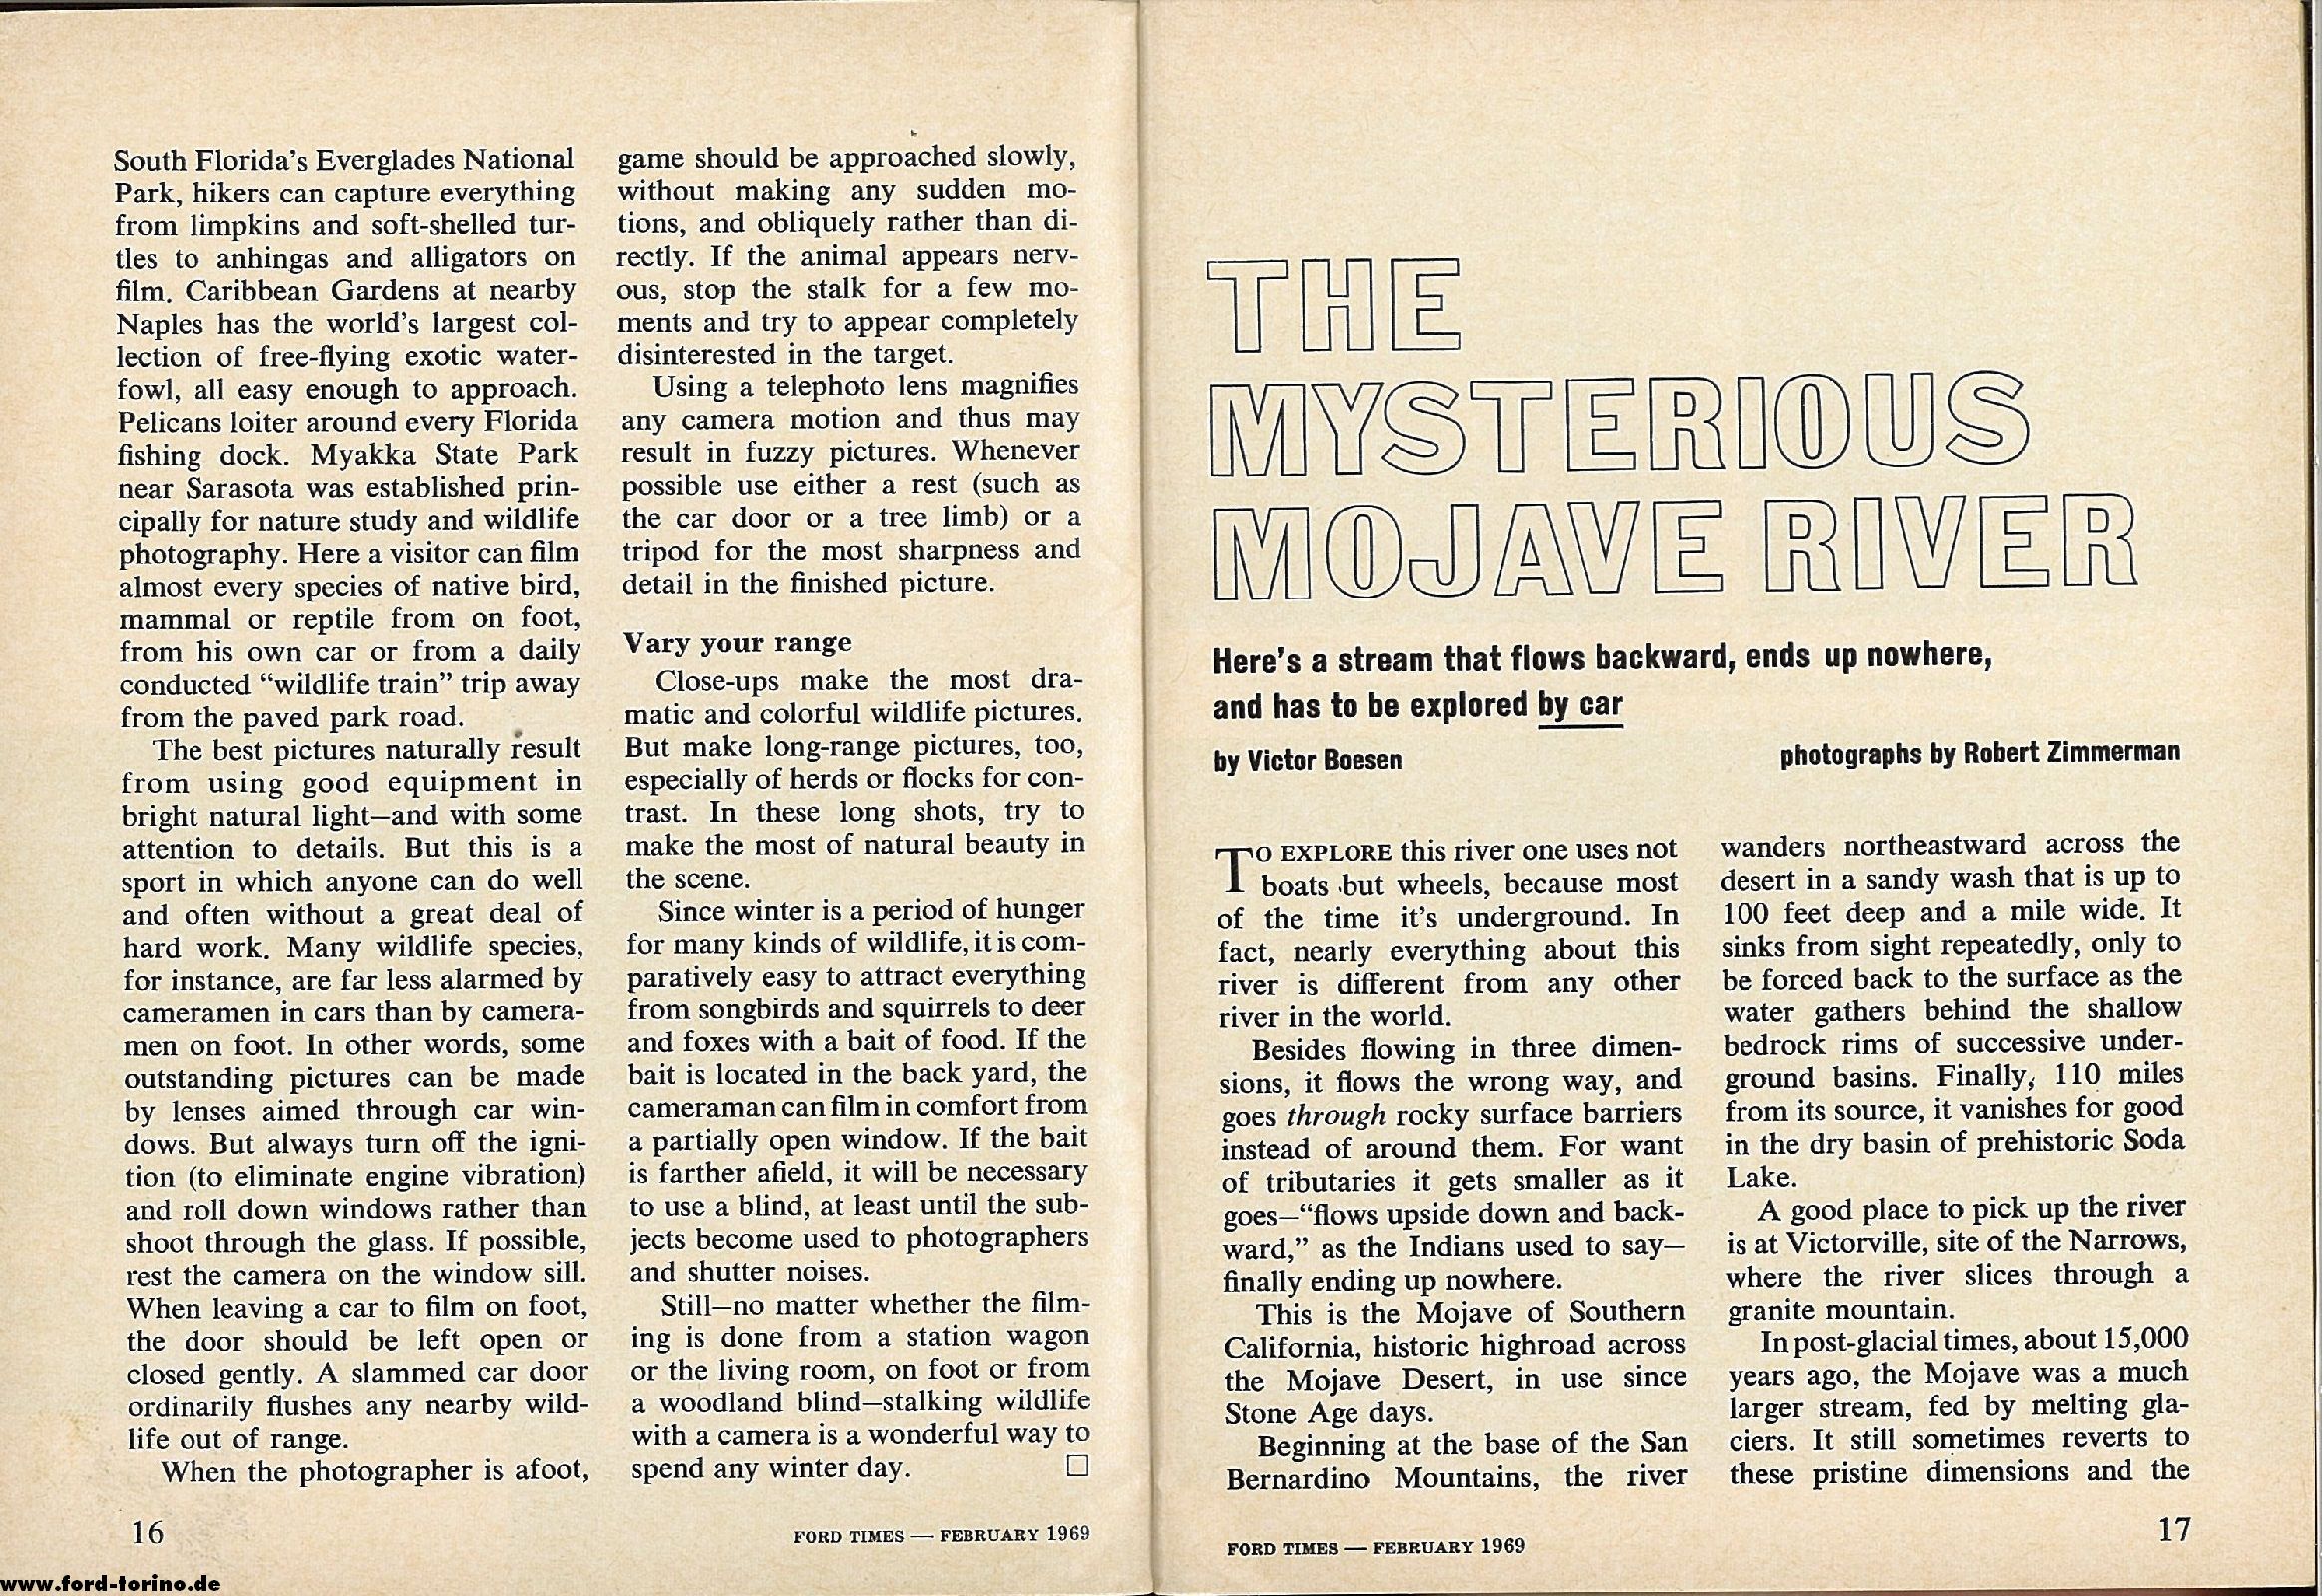 South Florida's Everglades National
Park, hikers can capture everything
from limpkins and soft-shelled tur-
tles to anhingas and alligators on
film. Caribbean Gardens at nearby
Naples has the world's largest col-
lection of free-flying exotic water-
fowl, all easy enough to approach.
Pelicans loiter around every Florida
fishing dock. Myakka State Park
near Sarasota was established prin-
cipally for nature study and wildlife
photography. Here a visitor can film
almost every species of native bird,
mammal or reptile from on foot,
from his own car or from a daily
conducted “wildlife train” trip away
from the paved park road.
The best pictures naturally result
from using good equipment in
bright natural light—and with some
attention to details. But this is a
sport in which anyone can do well
and often without a great deal of
hard work. Many wildlife species,
for instance, are far less alarmed by
cameramen in cars than by camera-
men on foot. In other words, some
outstanding pictures can be made
by lenses aimed through car win-
dows. But always turn off the igni-
tion (to eliminate engine vibration)
and roll down windows rather than
shoot through the glass. If possible,
rest the camera on the window sill.
When leaving a car to film on foot,
the door should be left open or
closed gently. A slammed car door
ordinarily flushes any nearby wild-
life out of range.
When the photographer is afoot,
game should be approached slowly,
without making any sudden mo-
tions, and obliquely rather than di-
rectly. If the animal appears nerv-
ous, stop the stalk for a few mo-
ments and try to appear completely
disinterested in the target.
Using a telephoto lens magnifies
any camera motion and thus may
result in fuzzy pictures. Whenever
possible use either a rest (such as
the car door or a tree limb) or a
tripod for the most sharpness and
detail in the finished picture.
Vary your range
Close-ups make the most dra-
matic and colorful wildlife pictures.
But make long-range pictures, too,
especially of herds or flocks for con-
trast. In these long shots, try to
make the most of natural beauty in
the scene.
Since winter is a period of hunger
for many kinds of wildlife, it is com-
paratively easy to attract everything
from songbirds and squirrels to deer
and foxes with a bait of food. If the
bait is located in the back yard, the
cameraman can film in comfort from
a partially open window. If the bait
is farther afield, it will be necessary
to use a blind, at least until the sub-
jects become used to photographers
and shutter noises.
Still—no matter whether the film-
ing is done from a station wagon
or the living room, on foot or from
a woodland blind—stalking wildlife
with a camera is a wonderful way to
spend any winter day. □
16
FORD TIMES — FEBRUARY 1969
THE
MYSTERIOUS
MOJAVE RIVER
Here's a stream that flows backward, ends up nowhere,
and has to be explored by car
by Victor Boesen
photographs by Robert Zimmerman
TO EXPLORE this river one uses not
boats but wheels, because most
of the time it's underground. In
fact, nearly everything about this
river is different from any other
river in the world.
Besides flowing in three dimen-
sions, it flows the wrong way, and
goes through rocky surface barriers
instead of around them. For want
of tributaries it gets smaller as it
goes—“flows upside down and back-
ward,” as the Indians used to say—
finally ending up nowhere.
This is the Mojave of Southern
California, historic highroad across
the Mojave Desert, in use since
Stone Age days.
Beginning at the base of the San
Bernardino Mountains, the river
wanders northeastward across the
desert in a sandy wash that is up to
100 feet deep and a mile wide. It
sinks from sight repeatedly, only to
be forced back to the surface as the
water gathers behind the shallow
bedrock rims of successive under-
ground basins. Finally, 110 miles
from its source, it vanishes for good
in the dry basin of prehistoric Soda
Lake.
A good place to pick up the river
is at Victorville, site of the Narrows,
where the river slices through a
granite mountain.
In post-glacial times, about 15,000
years ago, the Mojave was a much
larger stream, fed by melting gla-
ciers. It still sometimes reverts to
these pristine dimensions and the
FORD TIMES — FEBRUARY 1969
17
www.ford-torino.de